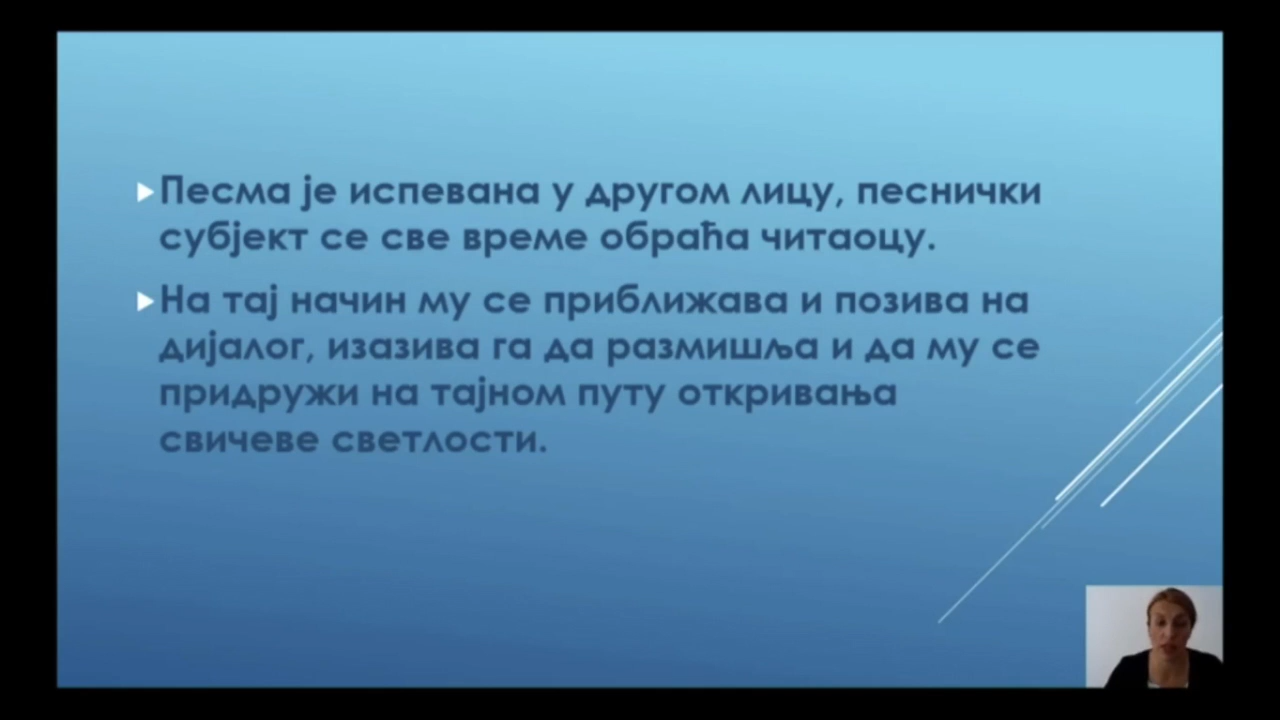 Песма је испевана у другом лицу, песнички
субјект се све време обраћа читаоцу.
На тај начин му се приближава и позива на
дијалог, изазива га да размишља и да му се
придружи на тајном путу откривања
свичеве светлости.